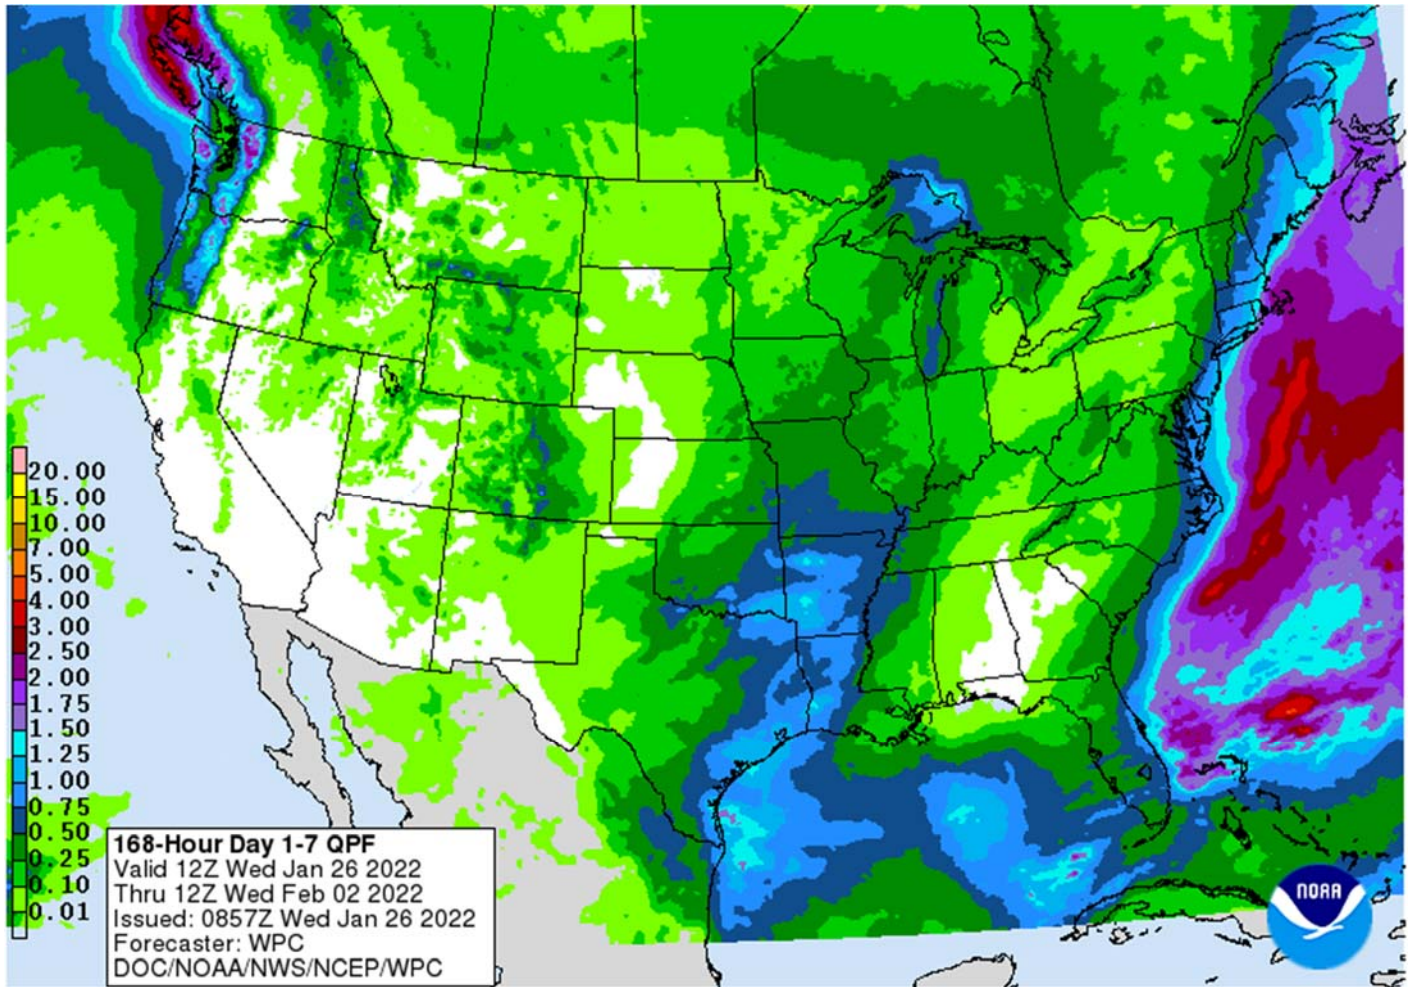 20.00
15.00
10.00
7.00
5.00
4.00
3.00
2.50
2.00
1.75
1.50
1.25
1.00
0.75
0.50
0.25
0.10
0.01
168-Hour Day 1-7 QPF
Valid 12Z Wed Jan 26 2022
Thru 12Z Wed Feb 02 2022
Issued: 0857Z Wed Jan 26 2022
Forecaster: WPC
DOC/NOAA/NWS/NCEP/WPC
NOAA